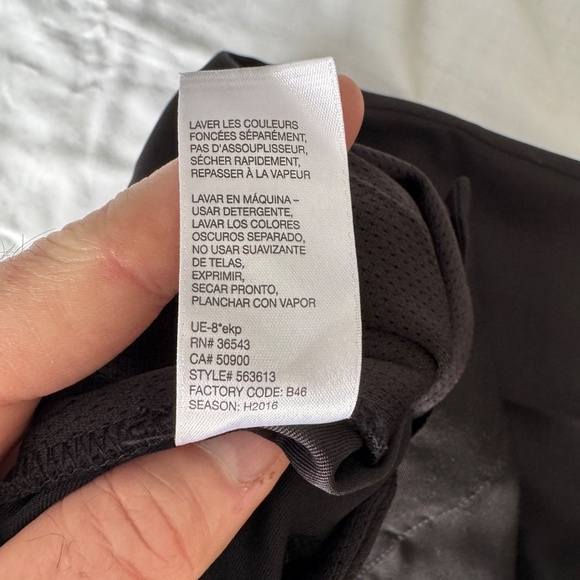 LAVER LES COULEURS
FONCÉES SÉPARÉMENT,
PAS D'ASSOUPLISSEUR,
SÉCHER RAPIDEMENT,
REPASSER À LA VAPEUR
LAVAR EN MÁQUINA –
USAR DETERGENTE,
LAVAR LOS COLORES
OSCUROS SEPARADO,
NO USAR SUAVIZANTE
DE TELAS,
EXPRIMIR,
SECAR PRONTO,
PLANCHAR CON VAPOR
UE-8*ekp
RN# 36543
CA# 50900
STYLE# 563613
FACTORY CODE: B46
SEASON: H2016